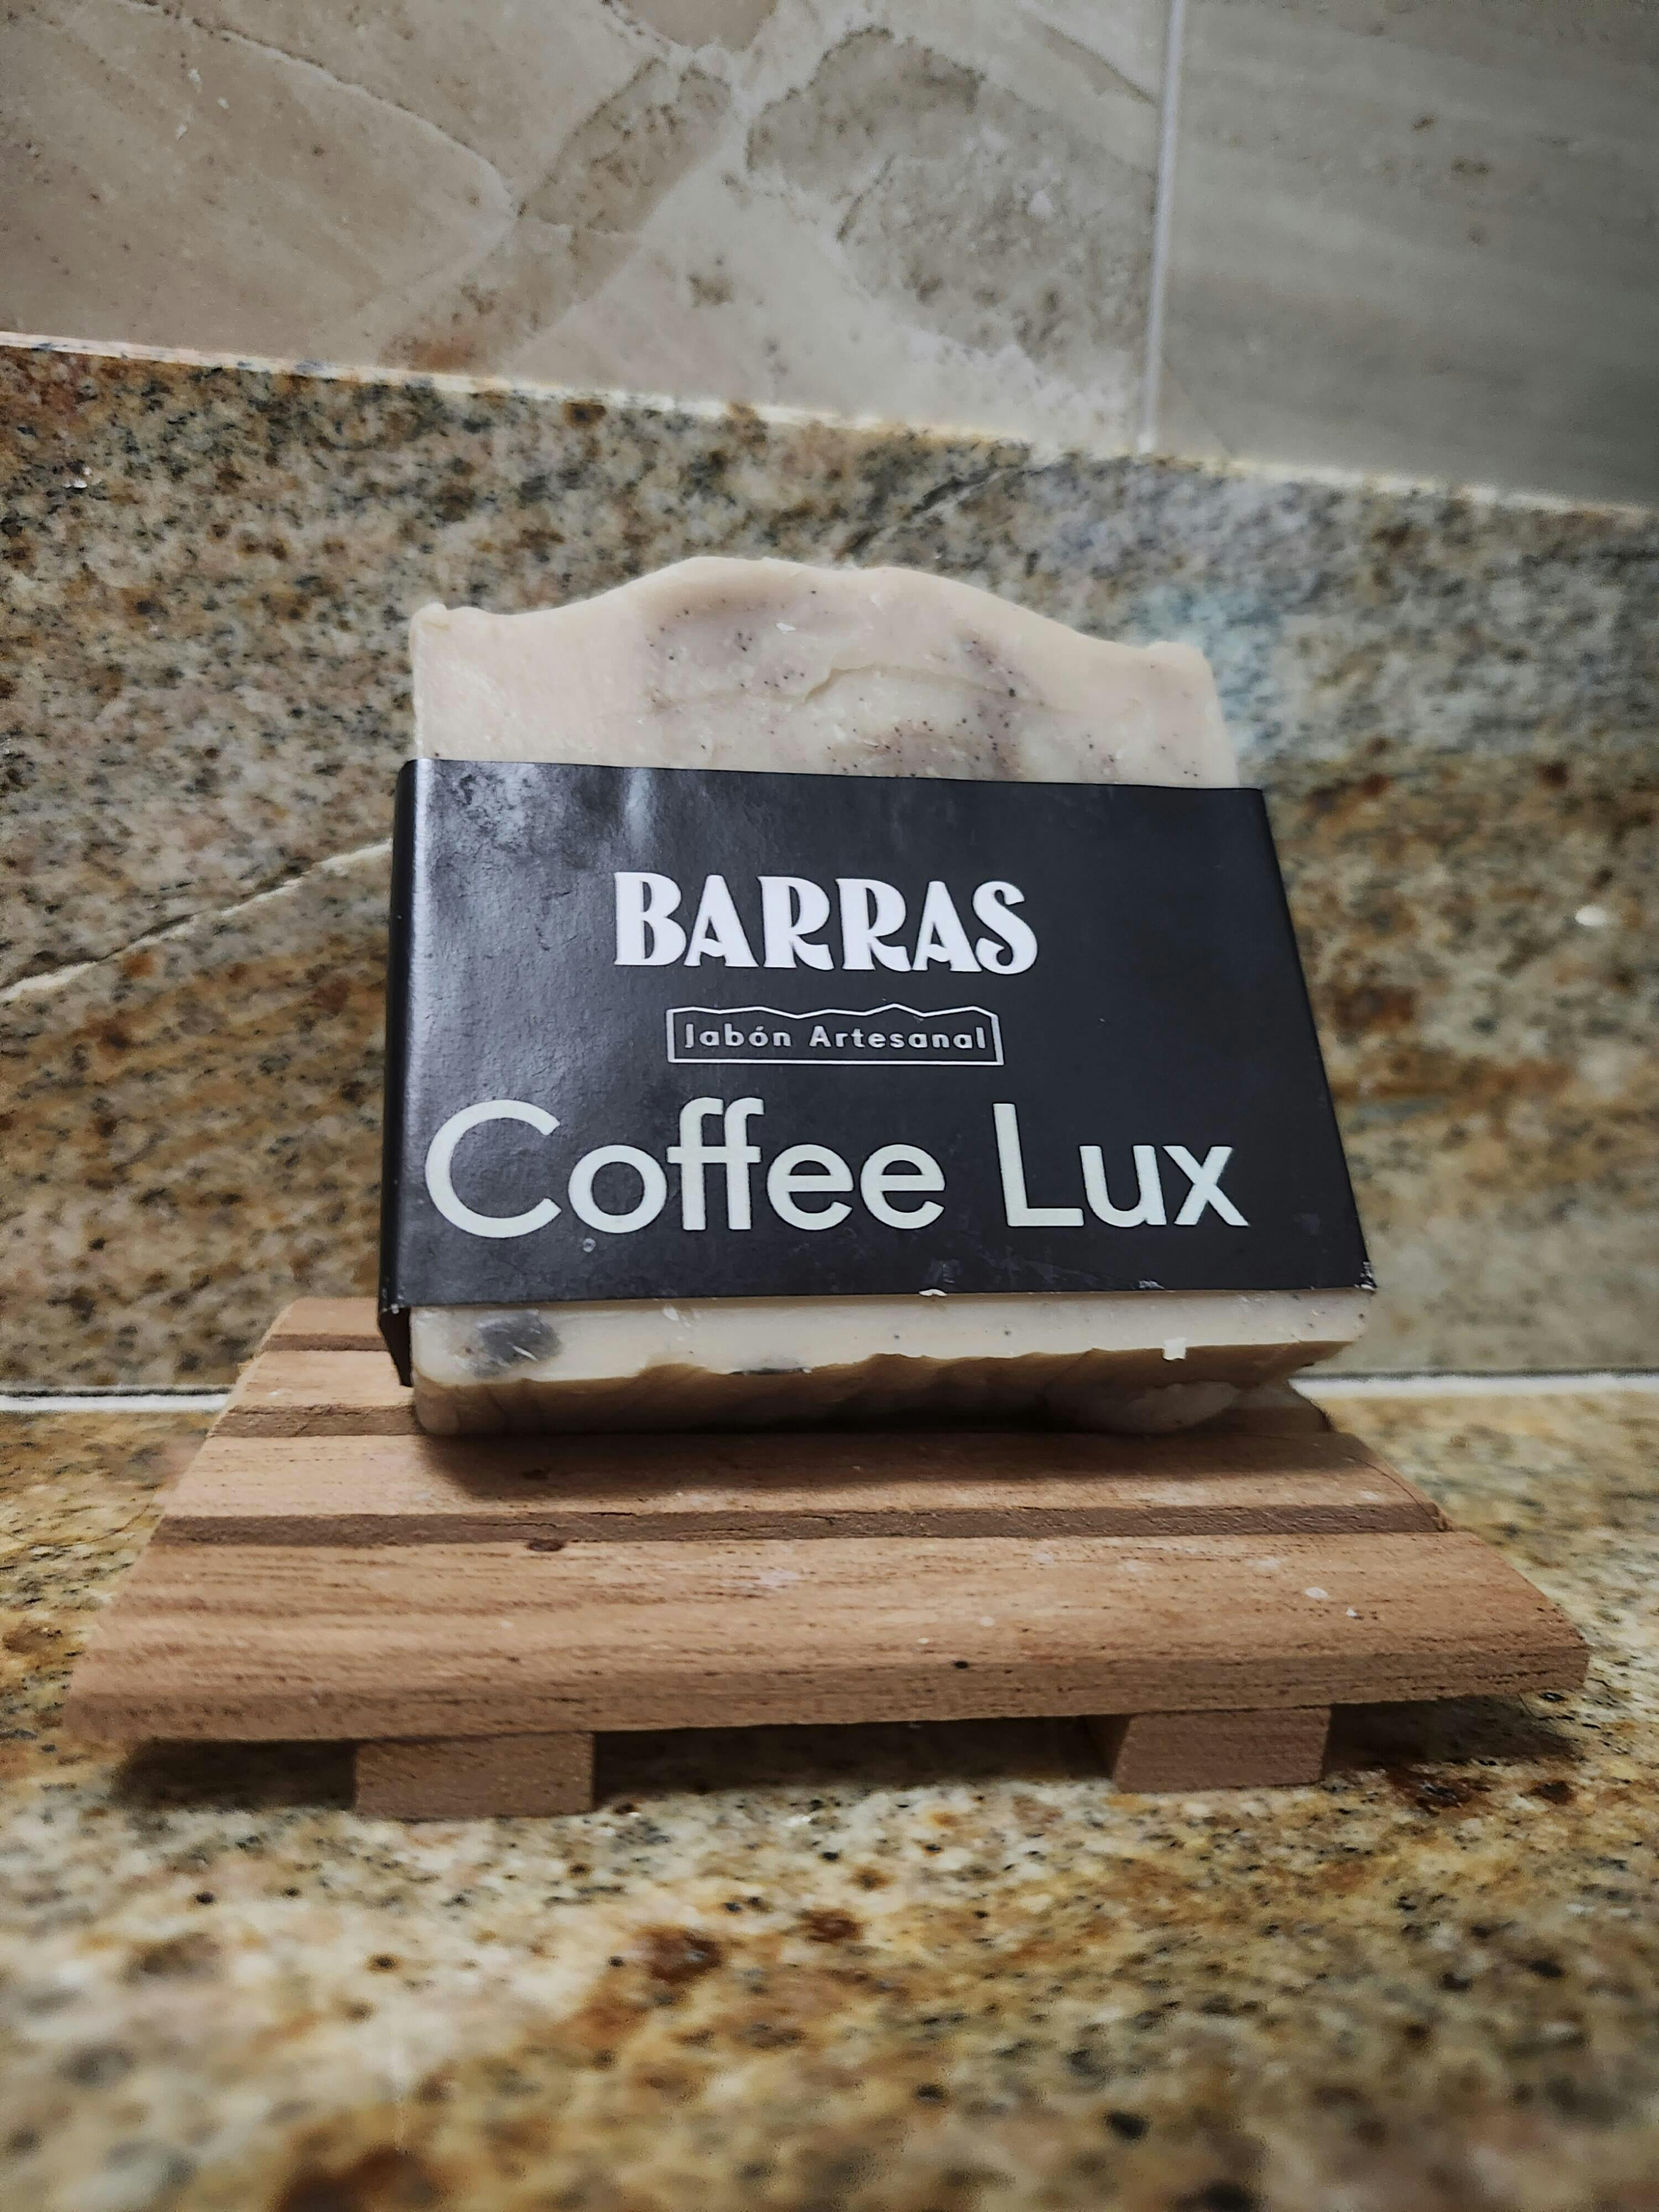 BARRAS
Jabón Artesanal
Coffee Lux